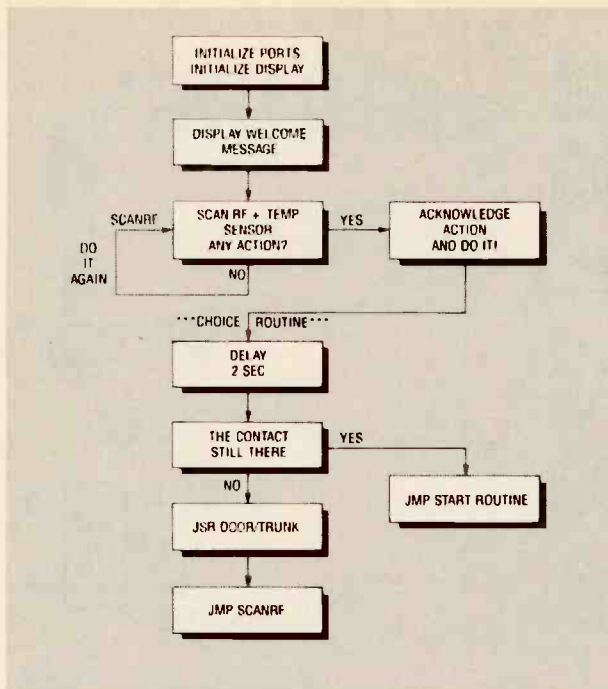 INITIALIZE PORTS
INITIALIZE DISPLAY
DISPLAY WELCOME
MESSAGE
SCANRF
DO
IT
AGAIN
SCAN RF + TEMP
SENSOR
ANY ACTION?
YES
NO
ACKNOWLEDGE
ACTION
AND DO IT!
···CHOICE ROUTINE···
DELAY
2 SEC
THE CONTACT
STILL THERE
YES
NO
JMP START ROUTINE
JSR DOOR/TRUNK
JMP SCANRF